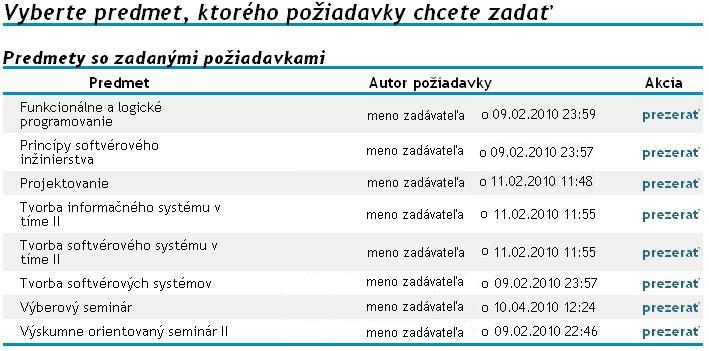 Vyberte predmet, ktorého požiadavky chcete zadať
Predmety so zadanými požiadavkami
Predmet Autor požiadavky Akcia
Funkcionálne a logické
programovanie meno zadávateľa o 09.02.2010 23:59 prezerať
Princípy softvérového
inžinierstva meno zadávateľa o 09.02.2010 23:57 prezerať
Projektovanie meno zadávateľa o 11.02.2010 11:48 prezerať
Tvorba informačného systému v
tíme II meno zadávateľa o 11.02.2010 11:55 prezerať
Tvorba softvérového systému v
tíme II meno zadávateľa o 11.02.2010 11:55 prezerať
Tvorba softvérových systémov meno zadávateľa o 09.02.2010 23:57 prezerať
Výberový seminár meno zadávateľa o 10.04.2010 12:24 prezerať
Výskumne orientovaný seminár II meno zadávateľa o 09.02.2010 22:46 prezerať